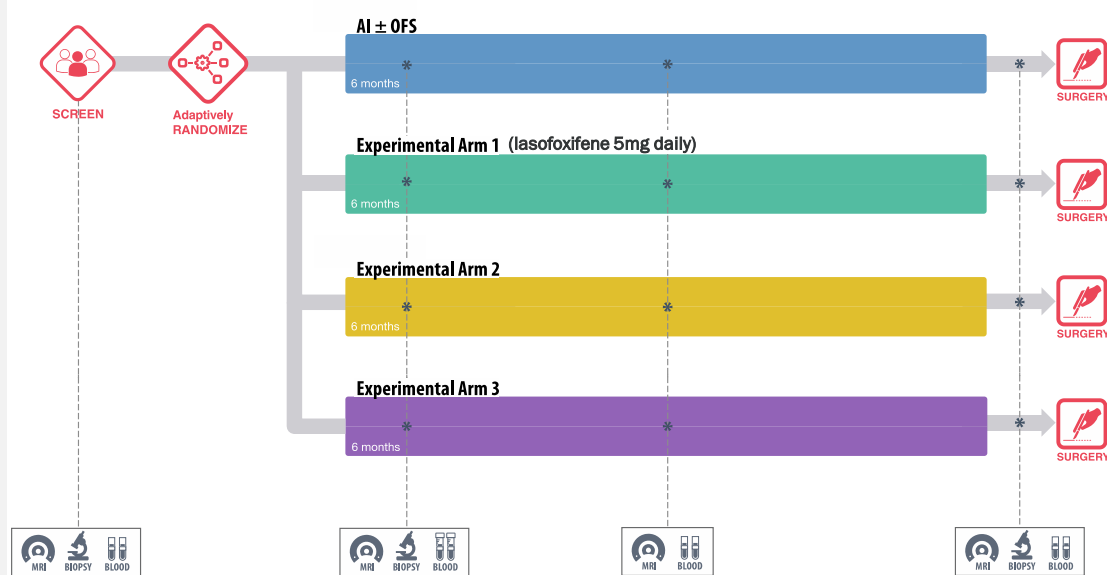 AI ± OFS
6 months
SCREEN
Adaptively
RANDOMIZE
SURGERY
Experimental Arm 1 (lasofoxifene 5mg daily)
6 months
SURGERY
Experimental Arm 2
6 months
SURGERY
Experimental Arm 3
6 months
SURGERY
MRI BIOPSY BLOOD
MRI BIOPSY BLOOD
MRI BLOOD
MRI BIOPSY BLOOD